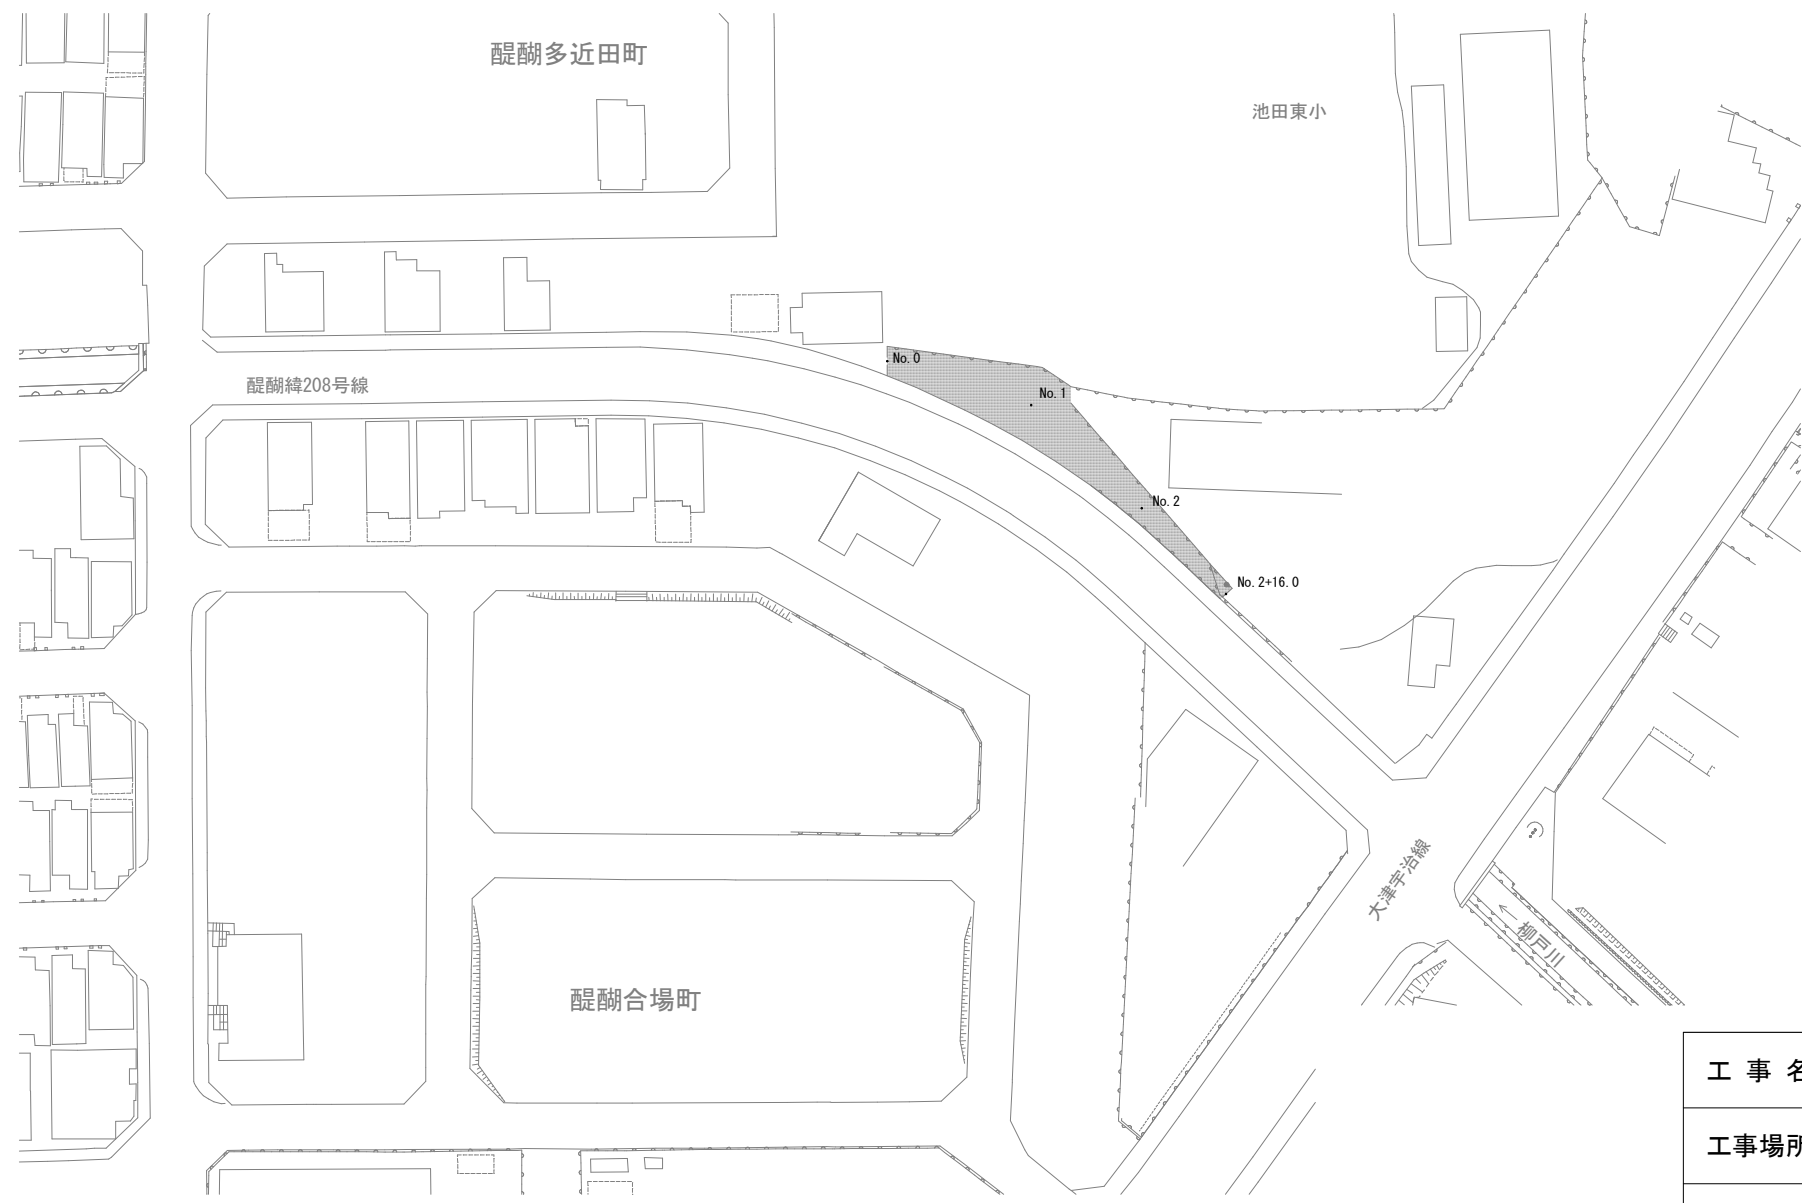 醍醐多近田町
池田東小
No. 0
醍醐緯208号線
No. 1
No. 2
No. 2+16.0
大津宇治線
柳戸川
醍醐合場町
工 事 名
工事場所